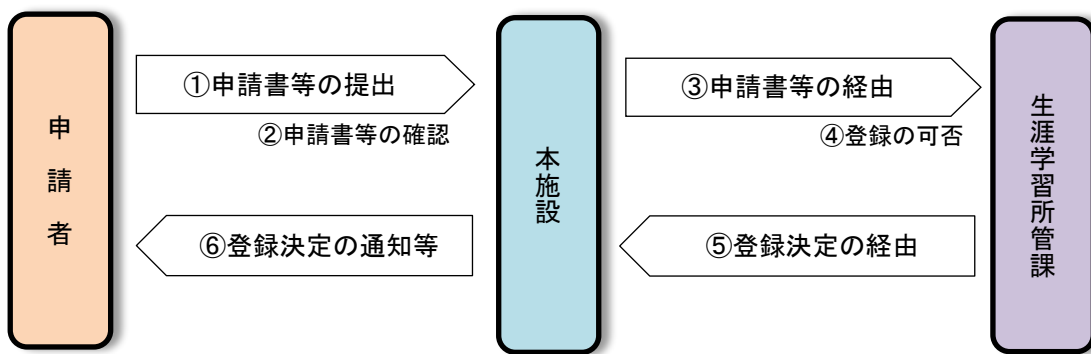 申請者
①申請書等の提出
②申請書等の確認
本施設
③申請書等の経由
④登録の可否
生涯学習所管課
⑥登録決定の通知等
⑤登録決定の経由